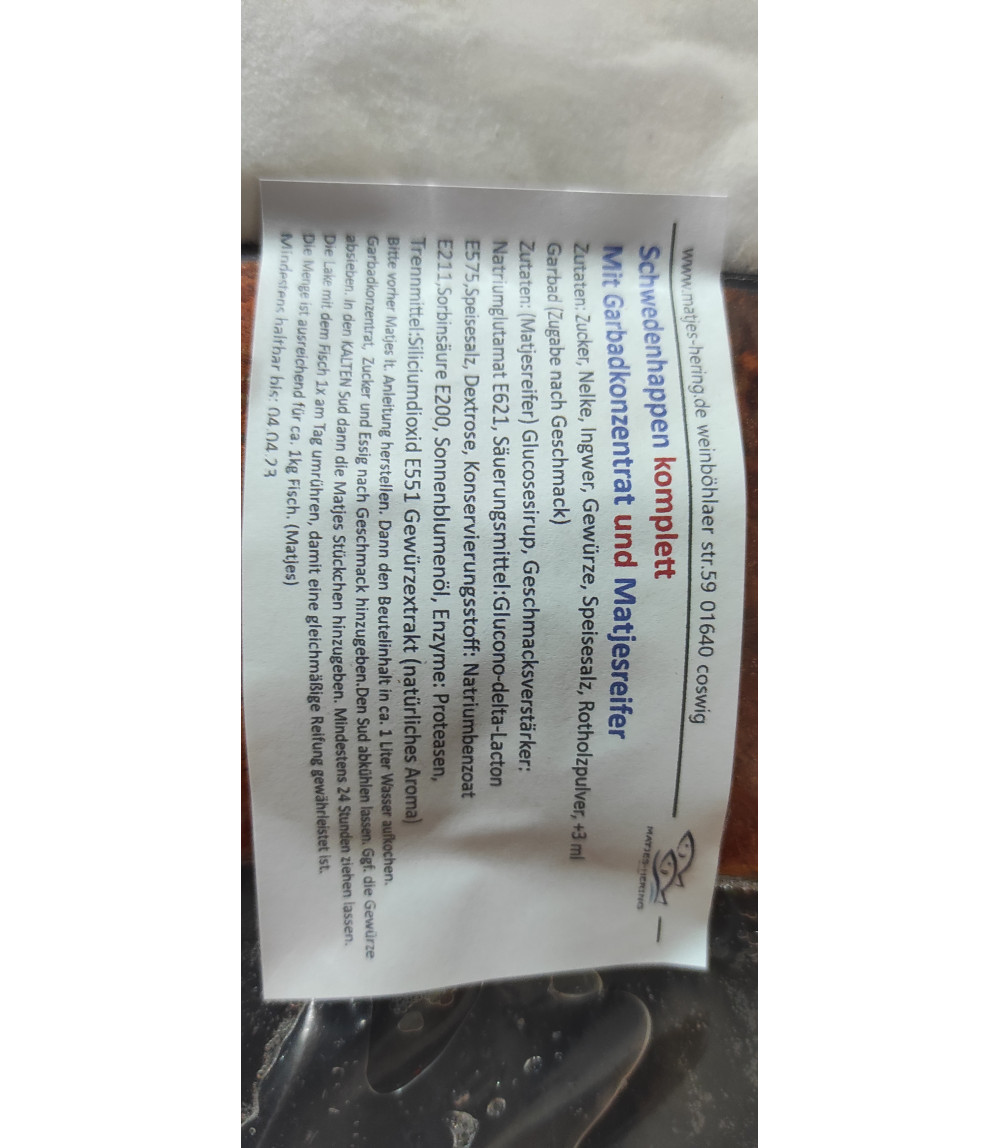 www.matjes-hering.de weinböhlaer str.59 01640 coswig
MATJES-HERING
Schwedenhappen komplett
Mit Garbadkonzentrat und Matjesreifer
Zutaten: Zucker, Nelke, Ingwer, Gewürze, Speisesalz, Rotholzpulver, +3 ml
Garbad (Zugabe nach Geschmack)
Zutaten: (Matjesreifer) Glucosesirup, Geschmacksverstärker:
Natriumglutamat E621, Säuerungsmittel:Glucono-delta-Lacton
E575,Speisesalz, Dextrose, Konservierungsstoff: Natriumbenzoat
E211,Sorbinsäure E200, Sonnenblumenöl, Enzyme: Proteasen,
Trennmittel:Siliciumdioxid E551 Gewürzextrakt (natürliches Aroma)
Bitte vorher Matjes lt. Anleitung herstellen. Dann den Beutelinhalt in ca. 1 Liter Wasser aufkochen.
Garbadkonzentrat, Zucker und Essig nach Geschmack hinzugeben.Den Sud abkühlen lassen. Ggf. die Gewürze
absieben. In den KALTEN Sud dann die Matjes Stückchen hinzugeben. Mindestens 24 Stunden ziehen lassen.
Die Lake mit dem Fisch 1x am Tag umrühren, damit eine gleichmäßige Reifung gewährleistet ist.
Die Menge ist ausreichend für ca. 1kg Fisch. (Matjes)
Mindestens haltbar bis: 04.04.23